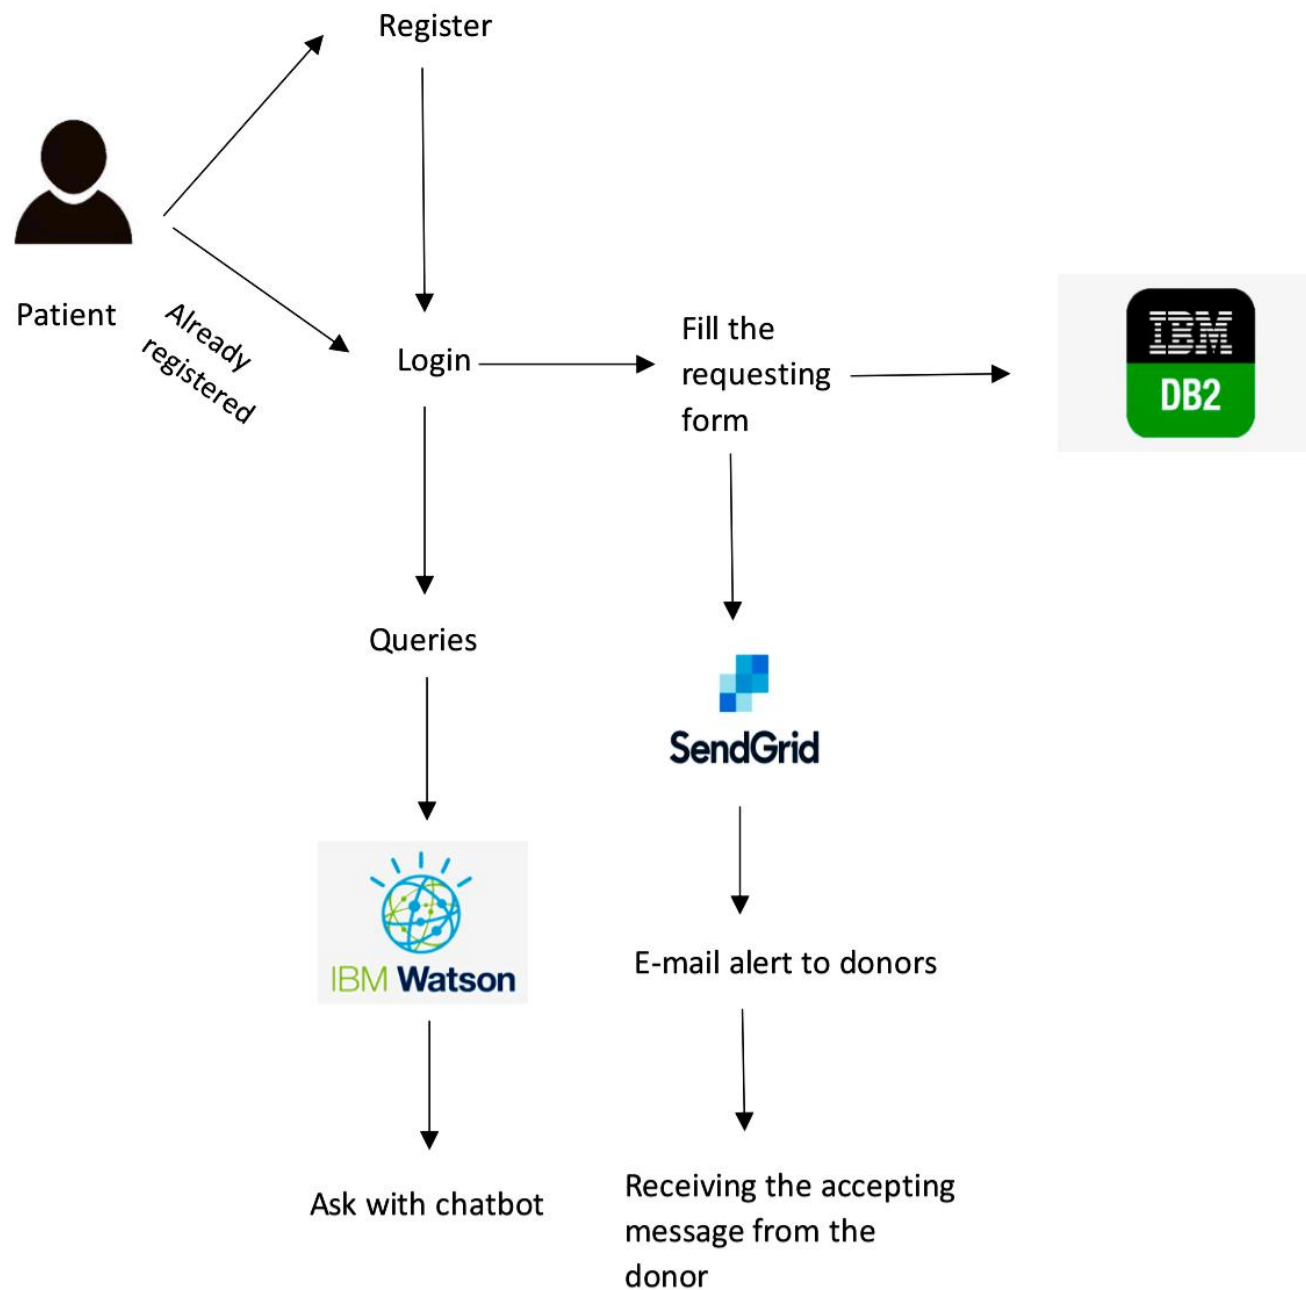 Register
Patient
Already
registered
Login
Fill the
requesting
form
IBM
DB2
Queries
SendGrid
IBM Watson
E-mail alert to donors
Ask with chatbot
Receiving the accepting
message from the
donor